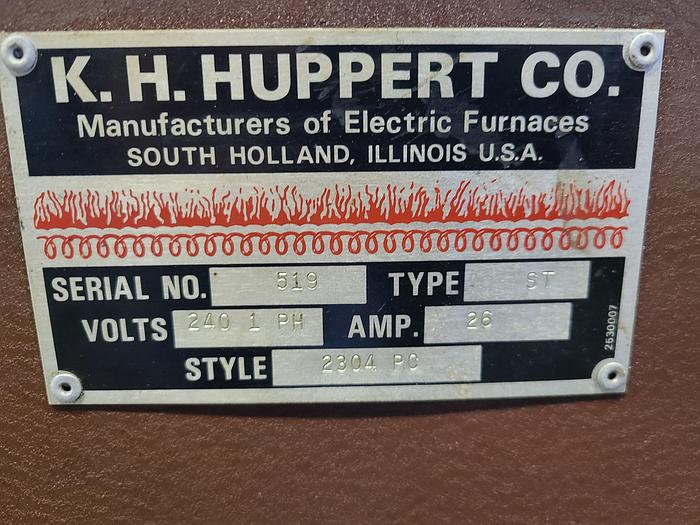 K. H. HUPPERT CO.
Manufacturers of Electric Furnaces
SOUTH HOLLAND, ILLINOIS U.S.A.
SERIAL NO. 519 TYPE ST
VOLTS 240 1 PH AMP. 26
STYLE 2304 PC
2530007